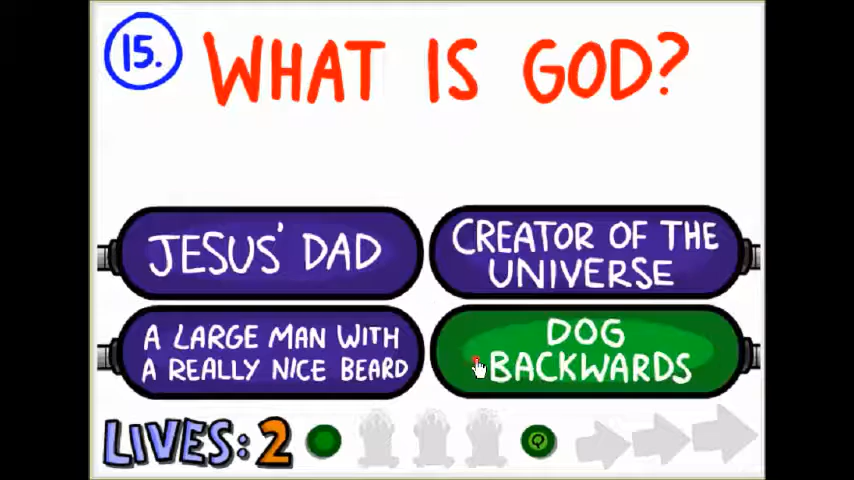 15.
WHAT IS GOD?
JESUS' DAD
CREATOR OF THE
UNIVERSE
A LARGE MAN WITH
A REALLY NICE BEARD
DOG
BACKWARDS
LIVES: 2